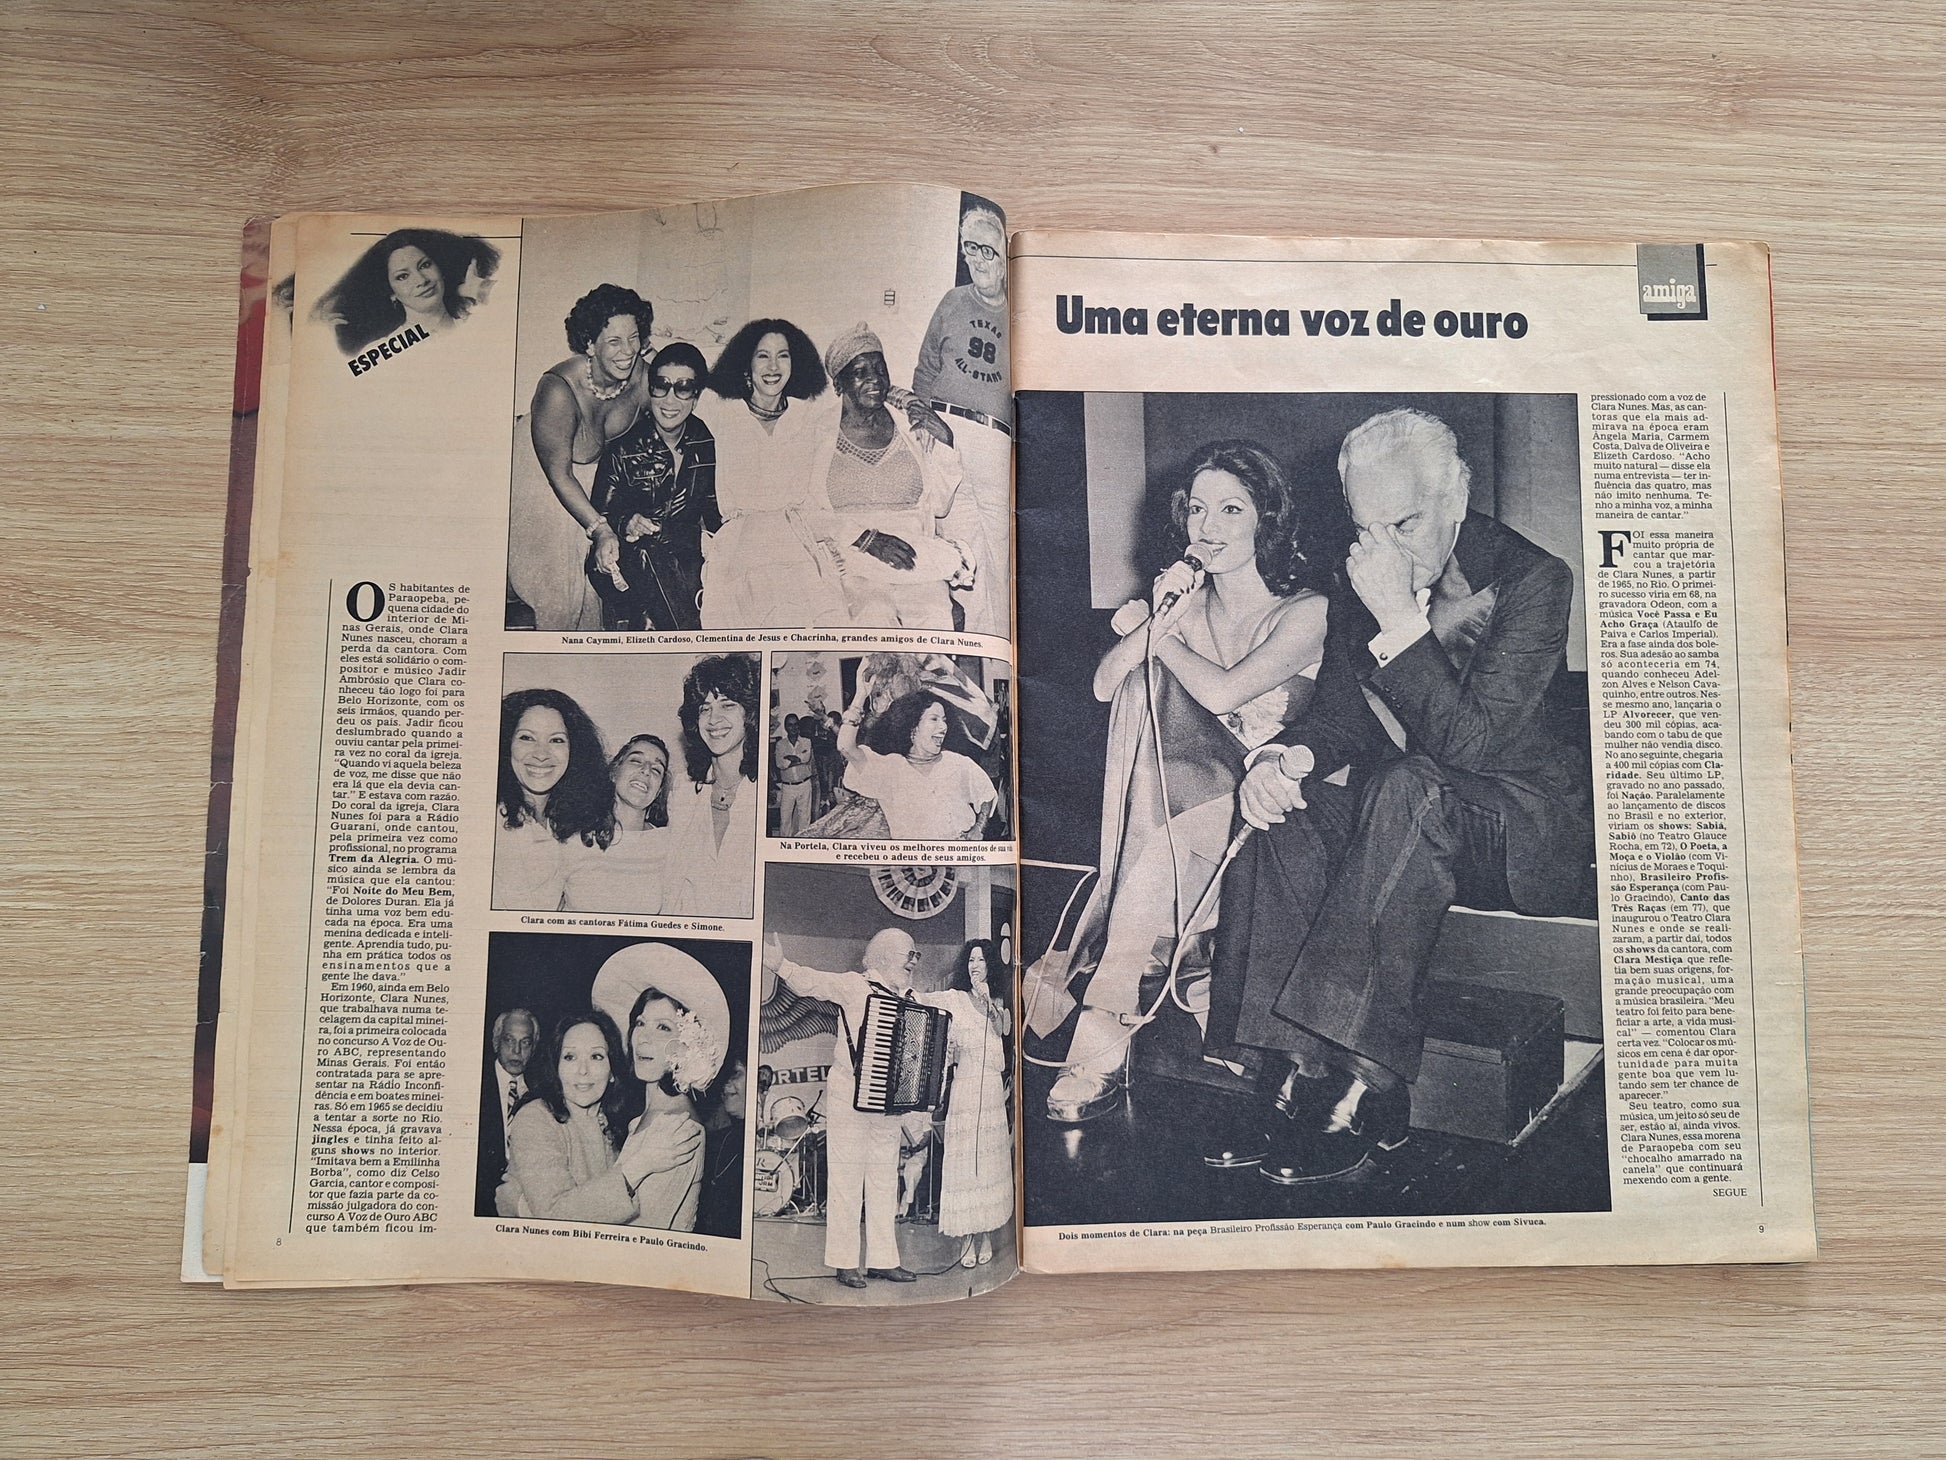 ESPECIAL
OS habitantes de
Paraopeba, pe-
quena cidade do
interior de Mi-
nas Gerais, onde Clara
Nunes nasceu, choram a
perda da cantora. Com
eles está solidário o com-
positor e músico Jadir
Ambrósio que Clara co-
nheceu tão logo foi para
Belo Horizonte, com os
seis irmãos, quando per-
deu os pais. Jadir ficou
deslumbrado quando a
ouviu cantar pela primei-
ra vez no coral da igreja.
"Quando vi aquela beleza
de voz, me disse que não
era lá que ela devia can-
tar." E estava com razão.
Do coral da igreja, Clara
Nunes foi para a Rádio
Guarani, onde cantou,
pela primeira vez como
profissional, no programa
Trem da Alegria. O mú-
sico ainda se lembra da
música que ela cantou:
"Foi Noite do Meu Bem,
de Dolores Duran. Ela já
tinha uma voz bem edu-
cada na época. Era uma
menina dedicada e inteli-
gente. Aprendia tudo, pu-
nha em prática todos os
ensinamentos que a
gente lhe dava."
Em 1960, ainda em Belo
Horizonte, Clara Nunes,
que trabalhava numa te-
celagem da capital minei-
ra, foi a primeira colocada
no concurso A Voz de Ou-
ro ABC, representando
Minas Gerais. Foi então
contratada para se apre-
sentar na Rádio Inconfi-
dência e em boates minei-
ras. Só em 1965 se decidiu
a tentar a sorte no Rio.
Nessa época, já gravava
jingles e tinha feito al-
guns shows no interior.
"Imitava bem a Emilinha
Borba", como diz Celso
Garcia, cantor e composi-
tor que fazia parte da co-
missão julgadora do con-
curso A Voz de Ouro ABC
que também ficou im-
8
TEXAS
98
ALL-STARS
Nana Caymmi, Elizeth Cardoso, Clementina de Jesus e Chacrinha, grandes amigos de Clara Nunes.
Clara com as cantoras Fátima Guedes e Simone.
Na Portela, Clara viveu os melhores momentos de sua vida
e recebeu o adeus de seus amigos.
Clara Nunes com Bibi Ferreira e Paulo Gracindo.
Uma eterna voz de ouro
amiga
pressionado com a voz de
Clara Nunes. Mas, as can-
toras que ela mais ad-
mirava na época eram
Ângela Maria, Carmem
Costa, Dalva de Oliveira e
Elizeth Cardoso. "Acho
muito natural — disse ela
numa entrevista — ter in-
fluência das quatro, mas
não imito nenhuma. Te-
nho a minha voz, a minha
maneira de cantar."
FOI essa maneira
muito própria de
cantar que mar-
cou a trajetória
de Clara Nunes, a partir
de 1965, no Rio. O primei-
ro sucesso viria em 68, na
gravadora Odeon, com a
música Você Passa e Eu
Acho Graça (Ataulfo de
Paiva e Carlos Imperial).
Era a fase ainda dos bole-
ros. Sua adesão ao samba
só aconteceria em 74,
quando conheceu Adel-
zon Alves e Nelson Cava-
quinho, entre outros. Nes-
se mesmo ano, lançaria o
LP Alvorecer, que ven-
deu 300 mil cópias, aca-
bando com o tabu de que
mulher não vendia disco.
No ano seguinte, chegaria
a 400 mil cópias com Cla-
ridade. Seu último LP,
gravado no ano passado,
foi Nação. Paralelamente
ao lançamento de discos
no Brasil e no exterior,
viriam os shows: Sabiá,
Sabiô (no Teatro Glauce
Rocha, em 72), O Poeta, a
Moça e o Violão (com Vi-
nícius de Moraes e Toqui-
nho), Brasileiro Profis-
são Esperança (com Pau-
lo Gracindo), Canto das
Três Raças (em 77), que
inaugurou o Teatro Clara
Nunes e onde se reali-
zaram, a partir daí, todos
os shows da cantora, com
Clara Mestiça que refle-
tia bem suas origens, for-
mação musical, uma
grande preocupação com
a música brasileira. "Meu
teatro foi feito para bene-
ficiar a arte, a vida musi-
cal" — comentou Clara
certa vez. "Colocar os mú-
sicos em cena é dar opor-
tunidade para muita
gente boa que vem lu-
tando sem ter chance de
aparecer."
Seu teatro, como sua
música, um jeito só seu de
ser, estão aí, ainda vivos.
Clara Nunes, essa morena
de Paraopeba com seu
"chocalho amarrado na
canela" que continuará
mexendo com a gente.
SEGUE
Dois momentos de Clara: na peça Brasileiro Profissão Esperança com Paulo Gracindo e num show com Sivuca.
9